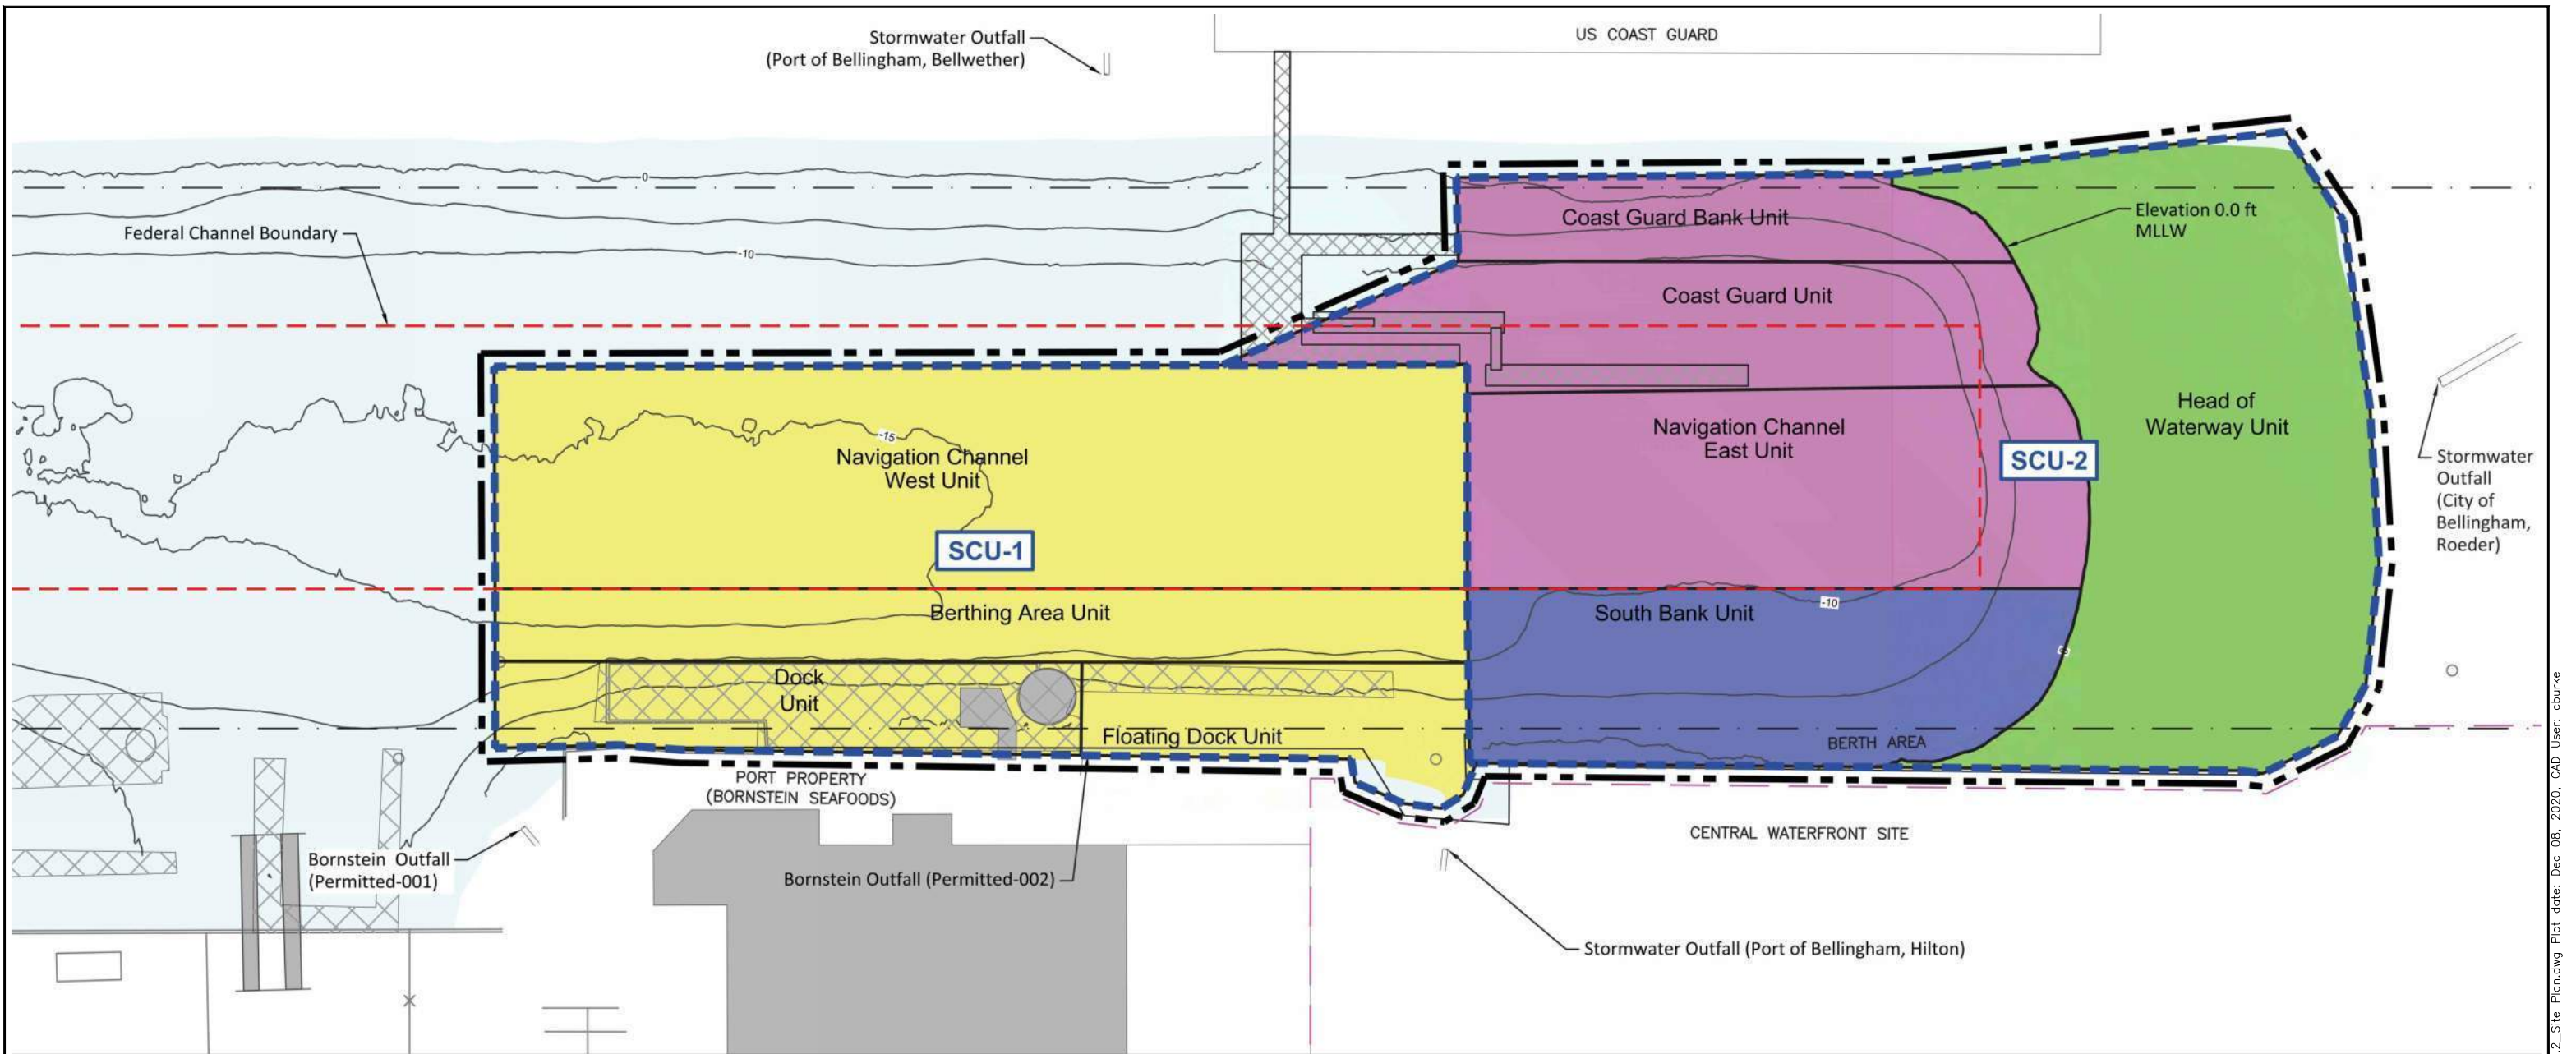 US COAST GUARD
Stormwater Outfall
(Port of Bellingham, Bellwether)
0
Federal Channel Boundary
-10
Coast Guard Bank Unit
Elevation 0.0 ft
MLLW
Coast Guard Unit
Head of
Waterway Unit
Navigation Channel
East Unit
SCU-2
-15
Navigation Channel
West Unit
SCU-1
Stormwater
Outfall
(City of
Bellingham,
Roeder)
Berthing Area Unit
South Bank Unit
-10
Dock
Unit
Floating Dock Unit
BERTH AREA
PORT PROPERTY
(BORNSTEIN SEAFOODS)
CENTRAL WATERFRONT SITE
Bornstein Outfall
(Permitted-001)
Bornstein Outfall (Permitted-002)
Stormwater Outfall (Port of Bellingham, Hilton)
Site Plan.dwg Plot date: Dec 08, 2020, CAD User: cburke